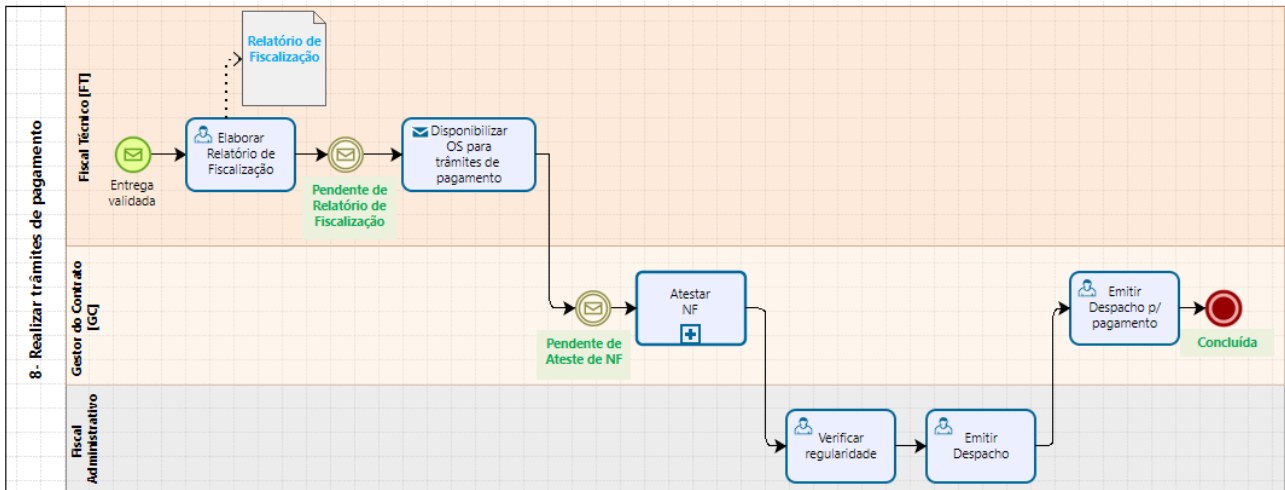 8- Realizar trâmites de pagamento
Fiscal Técnico [FT]
Relatório de
Fiscalização
Entrega
validada
Elaborar
Relatório de
Fiscalização
Pendente de
Relatório de
Fiscalização
Disponibilizar
OS para
trâmites de
pagamento
Gestor do Contrato
[GC]
Pendente de
Ateste de NF
Atestar
NF
Emitir
Despacho p/
pagamento
Concluída
Fiscal
Administrativo
Verificar
regularidade
Emitir
Despacho